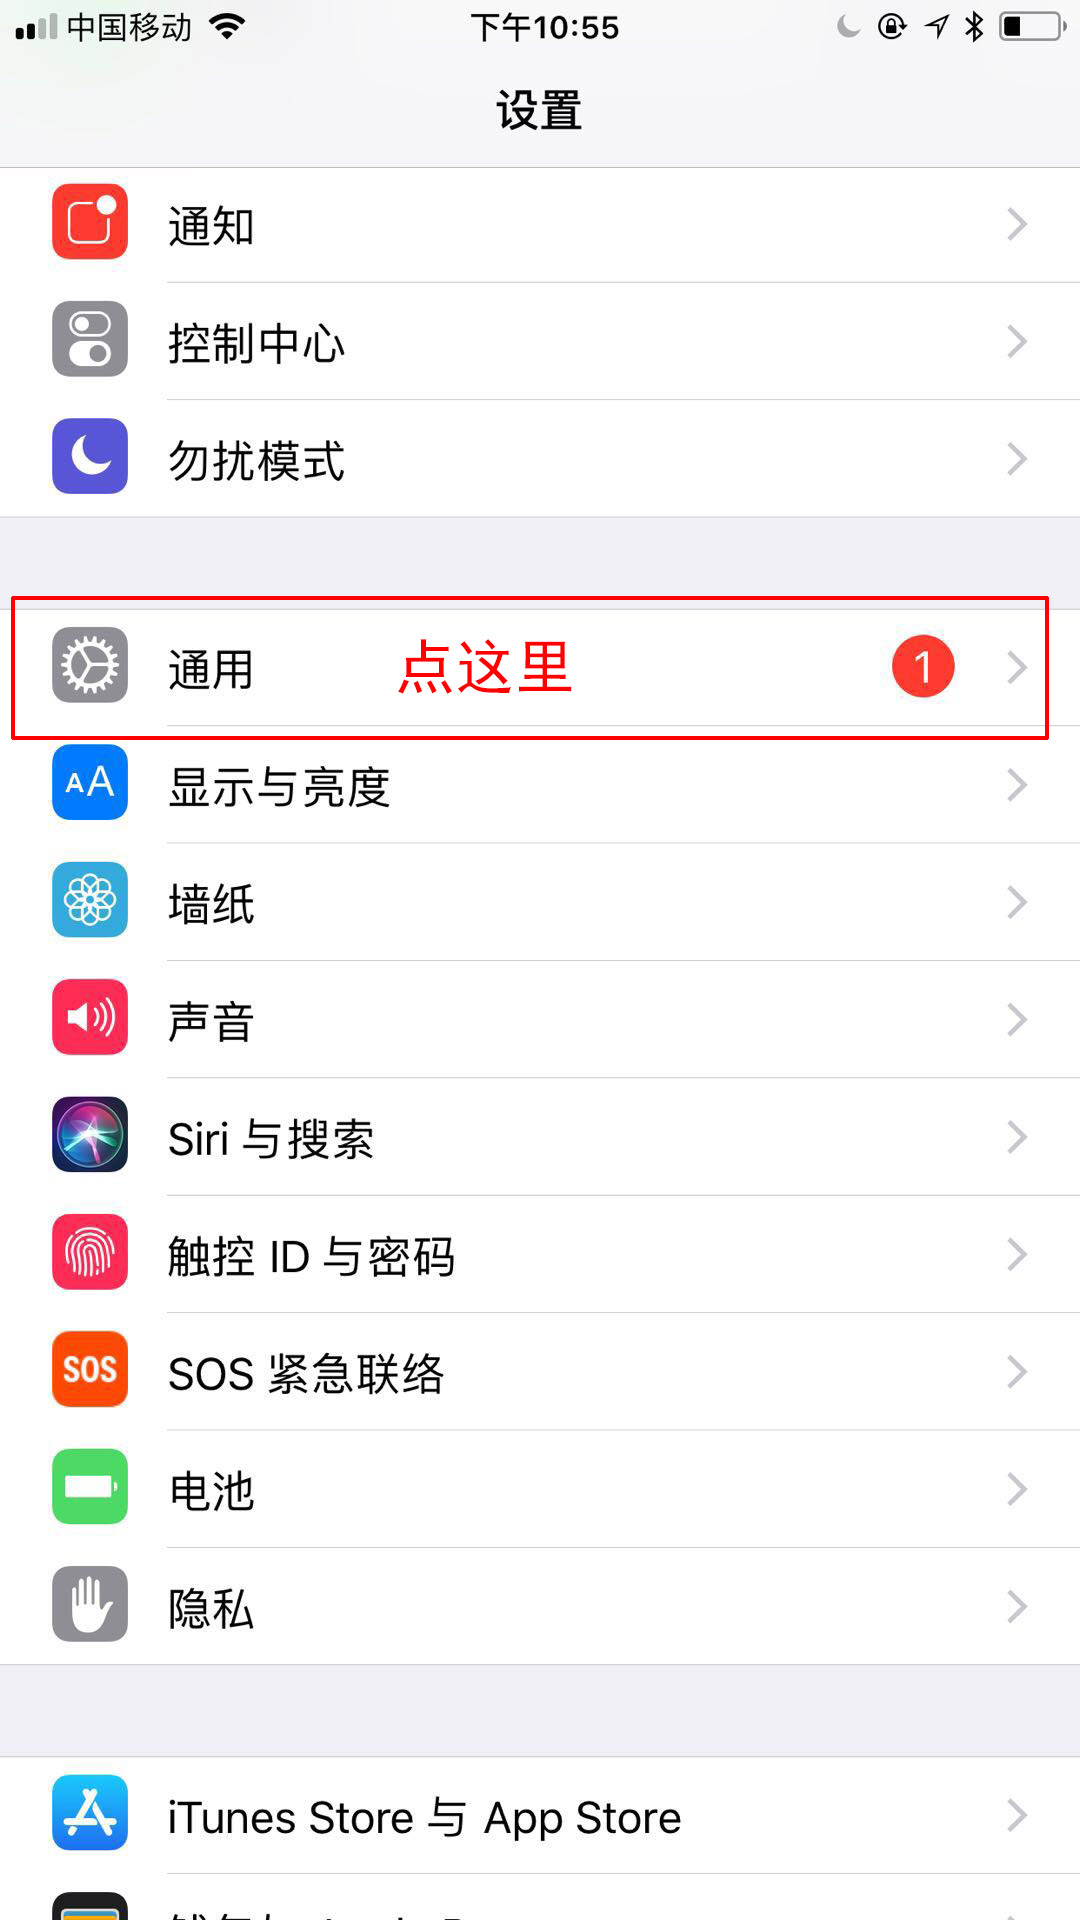 中国移动 下午10:55
设置
通知
控制中心
勿扰模式
通用 点这里 1
AA 显示与亮度
墙纸
声音
Siri 与搜索
触控 ID 与密码
SOS SOS 紧急联络
电池
隐私
iTunes Store 与 App Store